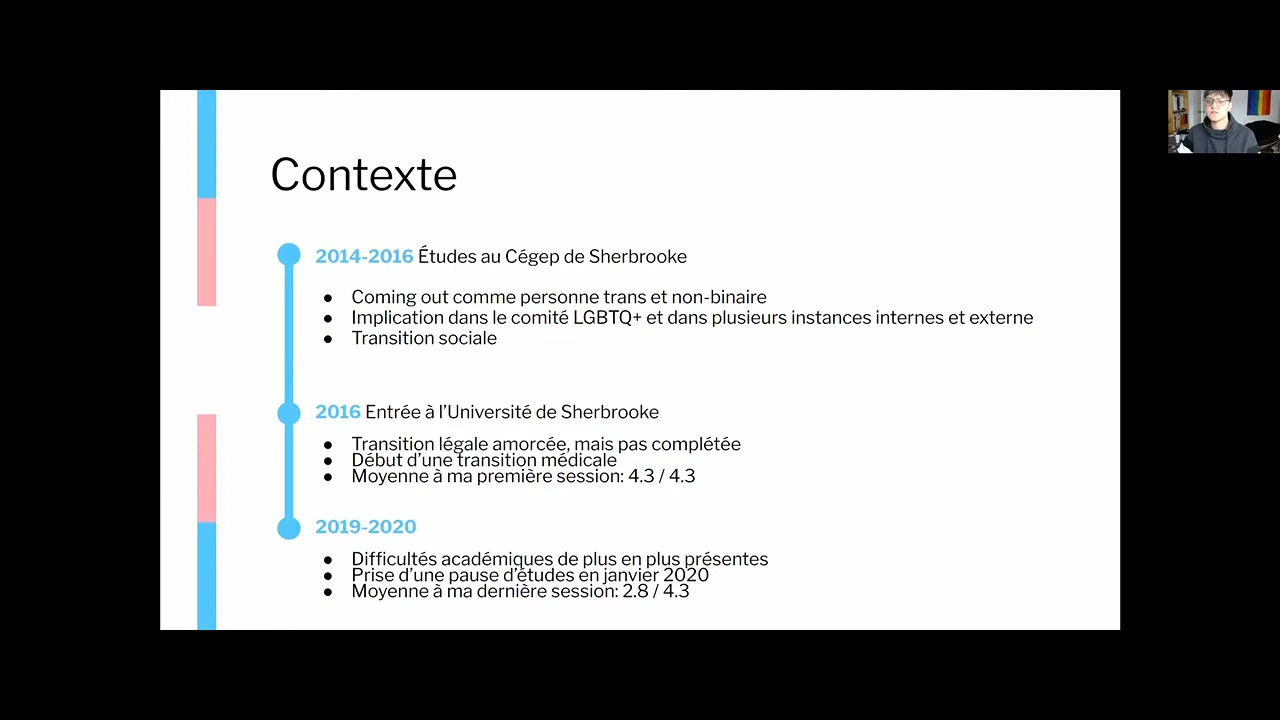 Contexte
2014-2016 Études au Cégep de Sherbrooke
● Coming out comme personne trans et non-binaire
● Implication dans le comité LGBTQ+ et dans plusieurs instances internes et externe
● Transition sociale
2016 Entrée à l'Université de Sherbrooke
● Transition légale amorcée, mais pas complétée
● Début d'une transition médicale
● Moyenne à ma première session: 4.3 / 4.3
2019-2020
● Difficultés académiques de plus en plus présentes
● Prise d'une pause d'études en janvier 2020
● Moyenne à ma dernière session: 2.8 / 4.3